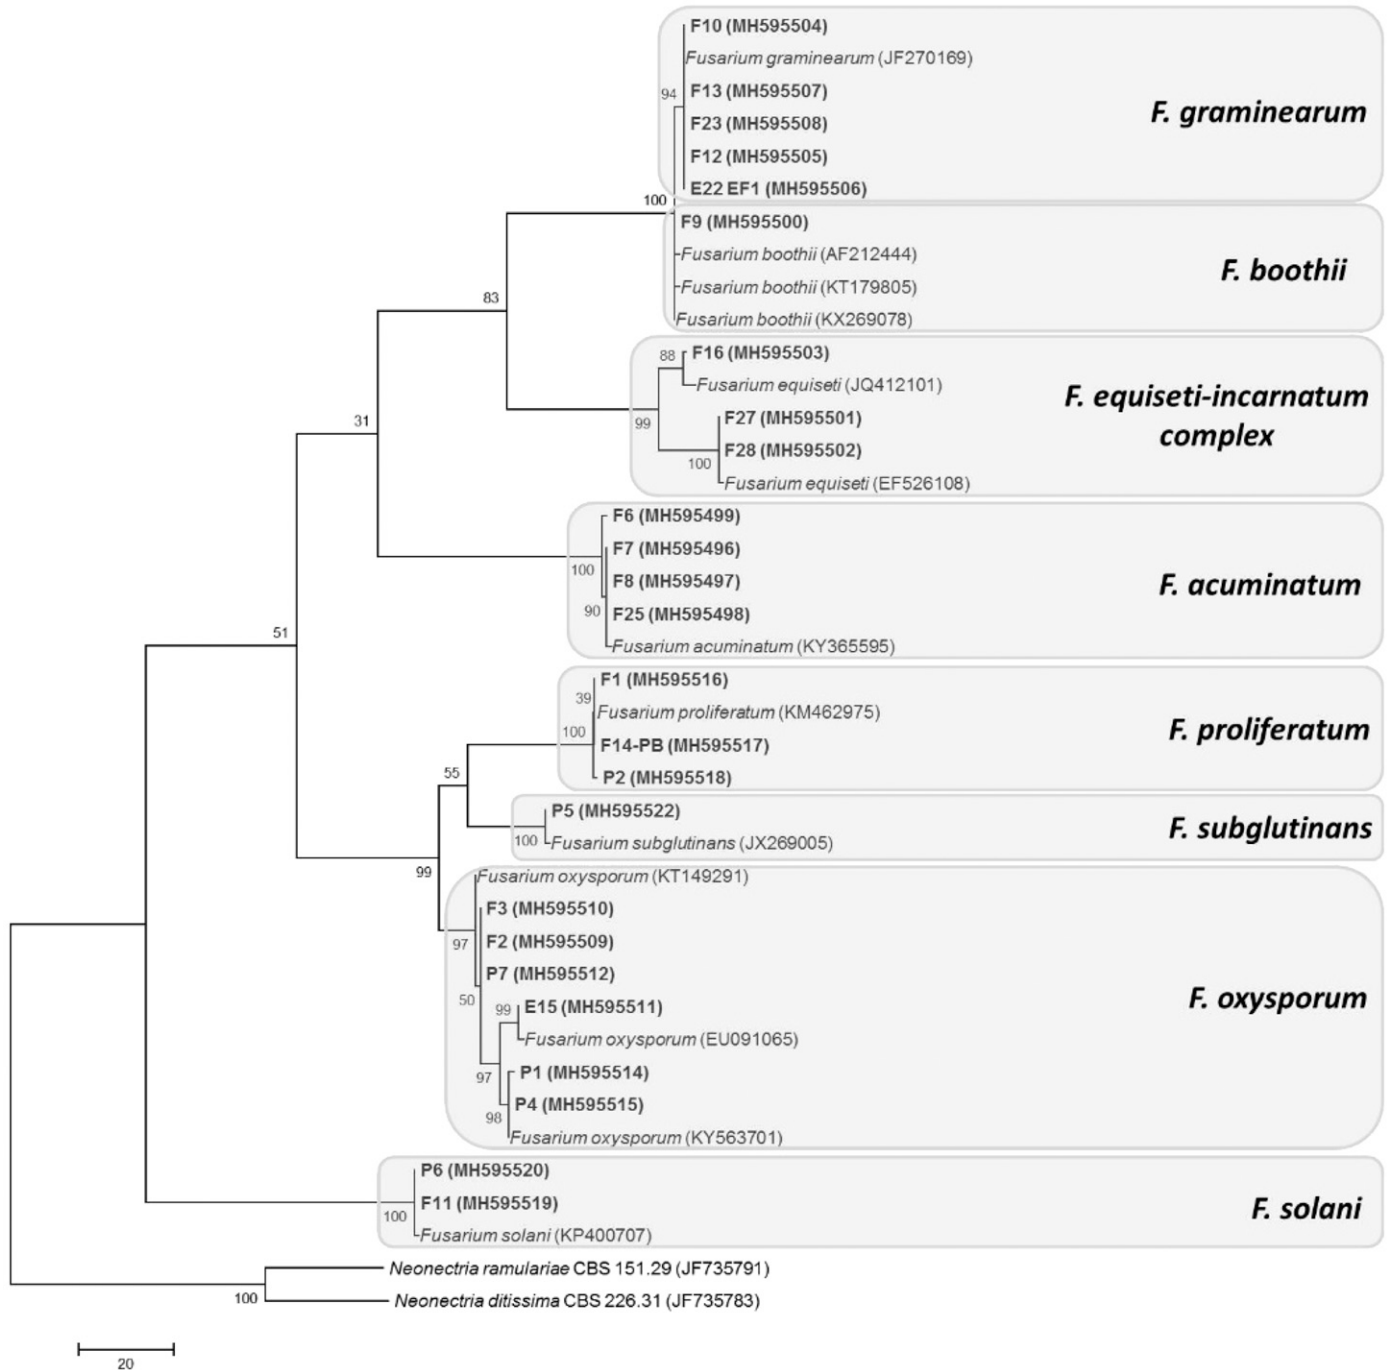 F10 (MH595504)
Fusarium graminearum (JF270169)
94
F13 (MH595507)
F. graminearum
F23 (MH595508)
F12 (MH595505)
E22 EF1 (MH595506)
100
F9 (MH595500)
Fusarium boothii (AF212444)
F. boothii
83
Fusarium boothii (KT179805)
Fusarium boothii (KX269078)
88
F16 (MH595503)
Fusarium equiseti (JQ412101)
F. equiseti-incarnatum
complex
31
99
F27 (MH595501)
F28 (MH595502)
100
Fusarium equiseti (EF526108)
F6 (MH595499)
F7 (MH595496)
100
F8 (MH595497)
F. acuminatum
90
F25 (MH595498)
51
Fusarium acuminatum (KY365595)
F1 (MH595516)
39
Fusarium proliferatum (KM462975)
100
F. proliferatum
F14-PB (MH595517)
55
P2 (MH595518)
P5 (MH595522)
F. subglutinans
100
Fusarium subglutinans (JX269005)
99
Fusarium oxysporum (KT149291)
F3 (MH595510)
97
F2 (MH595509)
P7 (MH595512)
50
F. oxysporum
99
E15 (MH595511)
Fusarium oxysporum (EU091065)
97
P1 (MH595514)
P4 (MH595515)
98
Fusarium oxysporum (KY563701)
P6 (MH595520)
F11 (MH595519)
F. solani
100
Fusarium solani (KP400707)
Neonectria ramulariae CBS 151.29 (JF735791)
100
Neonectria ditissima CBS 226.31 (JF735783)
20